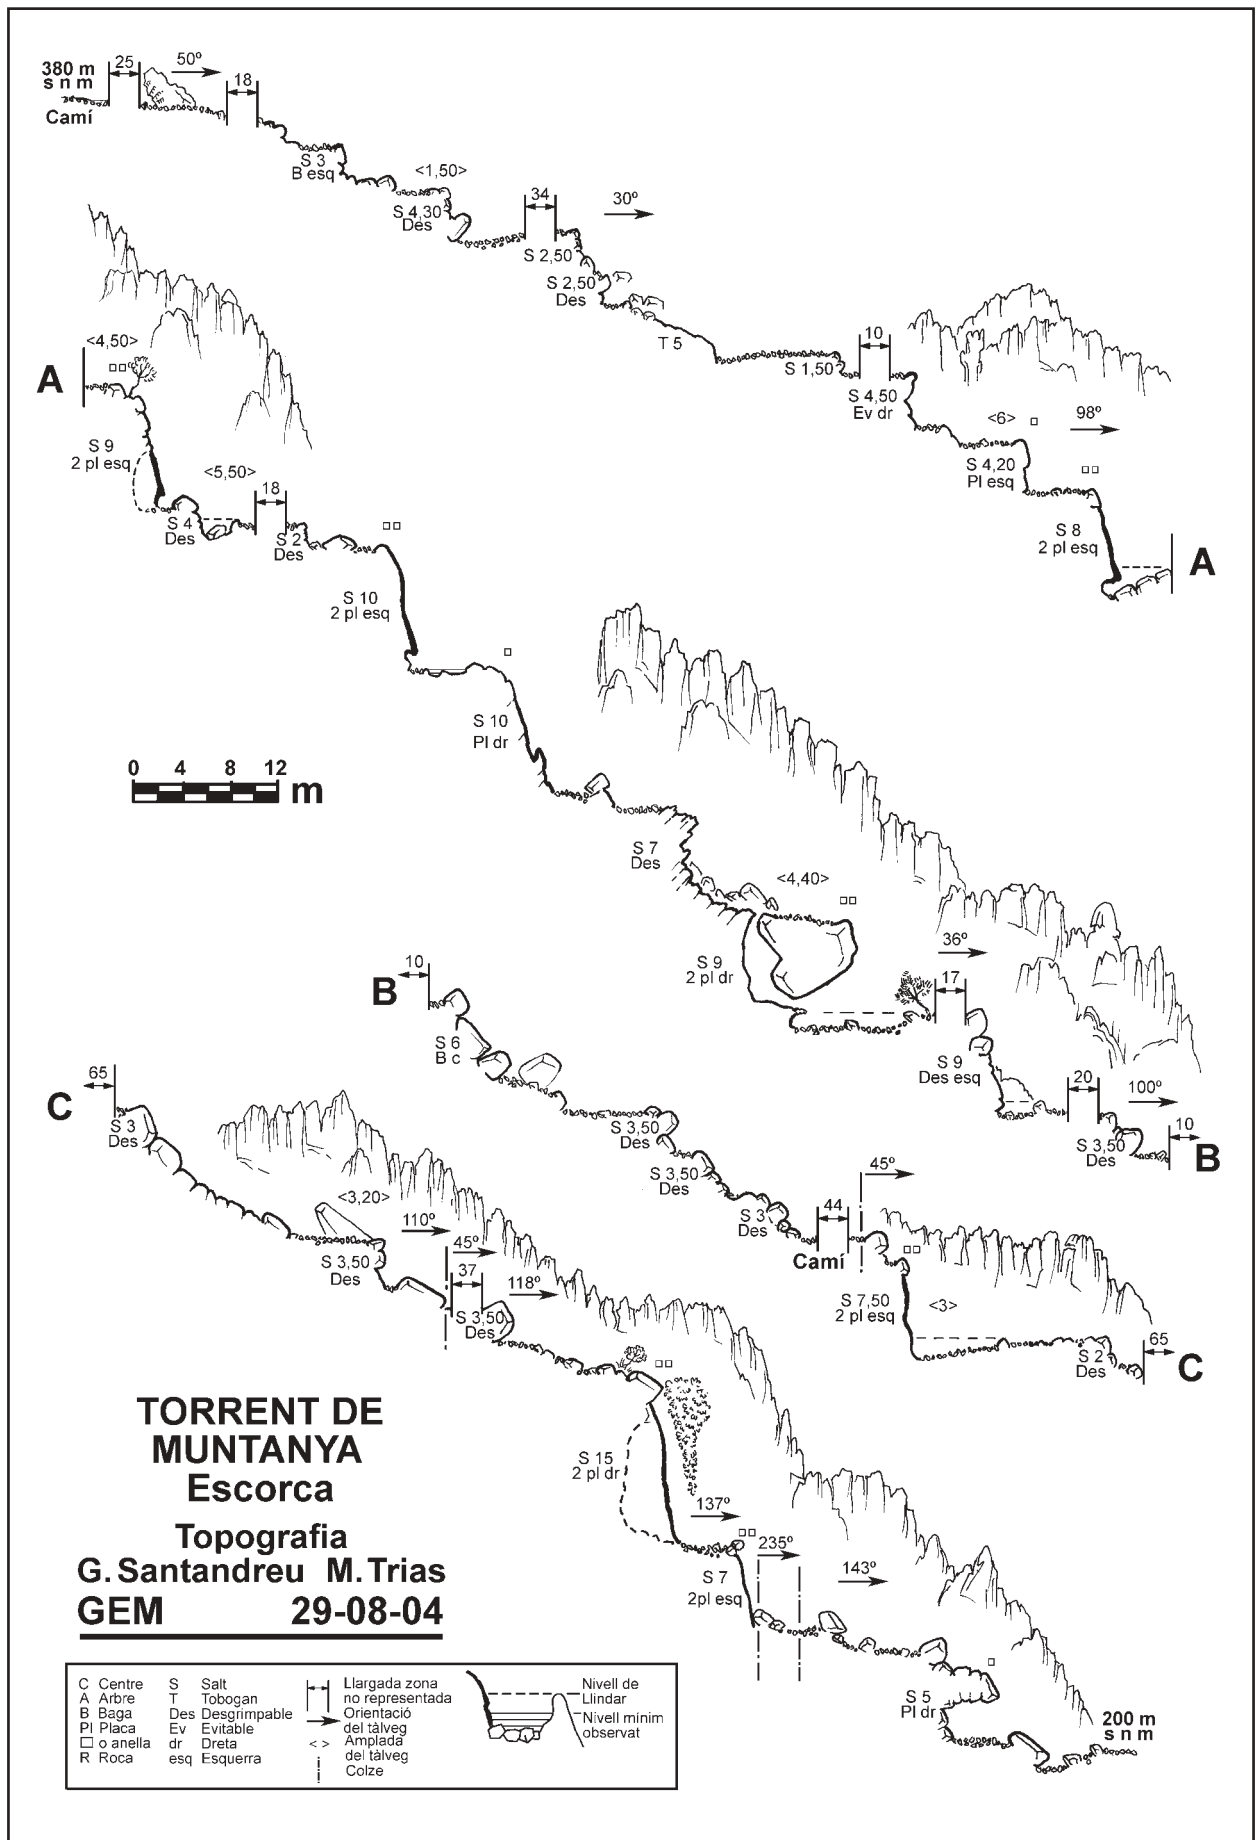 380 m
s n m
Camí
25
50º
18
S 3
B esq
<1,50>
S 4,30
Des
34
30º
S 2,50
S 2,50
Des
T 5
S 1,50
10
S 4,50
Ev dr
<6>
98º
S 4,20
Pl esq
S 8
2 pl esq
A
<4,50>
A
S 9
2 pl esq
<5,50>
18
S 4
Des
S 2
Des
S 10
2 pl esq
S 10
Pl dr
0 4 8 12
m
S 7
Des
<4,40>
S 9
2 pl dr
36º
17
S 9
Des esq
20
100º
S 3,50
Des
10
B
10
B
S 6
B c
S 3,50
Des
S 3,50
Des
S 3
Des
44
Camí
45º
S 7,50
2 pl esq
<3>
S 2
Des
65
C
65
C
S 3
Des
<3,20>
S 3,50
Des
110º
45º
37
118º
S 3,50
Des
S 15
2 pl dr
137º
S 7
2pl esq
235º
143º
S 5
Pl dr
200 m
s n m
TORRENT DE
MUNTANYA
Escorca
Topografia
G. Santandreu M. Trias
GEM 29-08-04
C Centre
A Arbre
B Baga
Pl Placa
o anella
R Roca
S Salt
T Tobogan
Des Desgrimpable
Ev Evitable
dr Dreta
esq Esquerra
Llargada zona
no representada
Orientació
del tàlveg
< > Amplada
del tàlveg
Colze
Nivell de
Llindar
Nivell mínim
observat